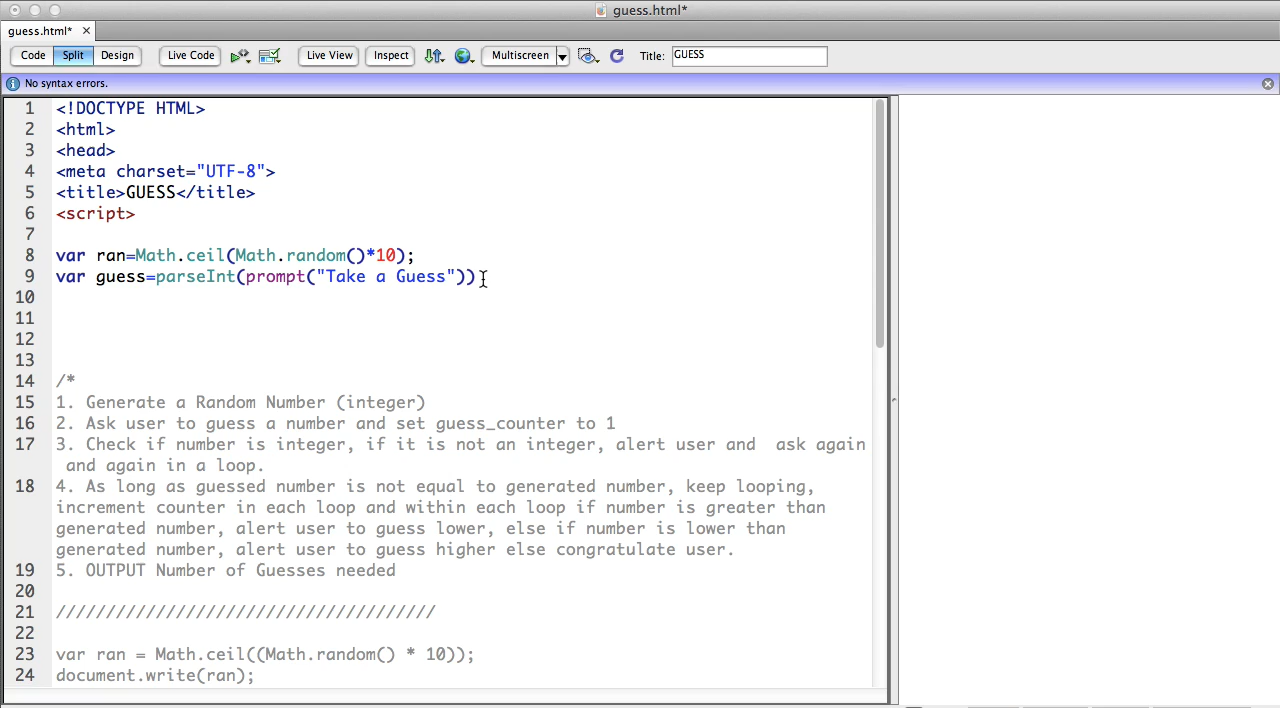 guess.html*
guess.html* ×
Code Split Design Live Code Live View Inspect Multiscreen Title: GUESS
No syntax errors.
1 <!DOCTYPE HTML>
2 <html>
3 <head>
4 <meta charset="UTF-8">
5 <title>GUESS</title>
6 <script>
7
8 var ran=Math.ceil(Math.random()*10);
9 var guess=parseInt(prompt("Take a Guess"))
10
11
12
13
14 /*
15 1. Generate a Random Number (integer)
16 2. Ask user to guess a number and set guess_counter to 1
17 3. Check if number is integer, if it is not an integer, alert user and  ask again
and again in a loop.
18 4. As long as guessed number is not equal to generated number, keep looping,
increment counter in each loop and within each loop if number is greater than
generated number, alert user to guess lower, else if number is lower than
generated number, alert user to guess higher else congratulate user.
19 5. OUTPUT Number of Guesses needed
20
21 //////////////////////////////////////
22
23 var ran = Math.ceil((Math.random() * 10));
24 document.write(ran);